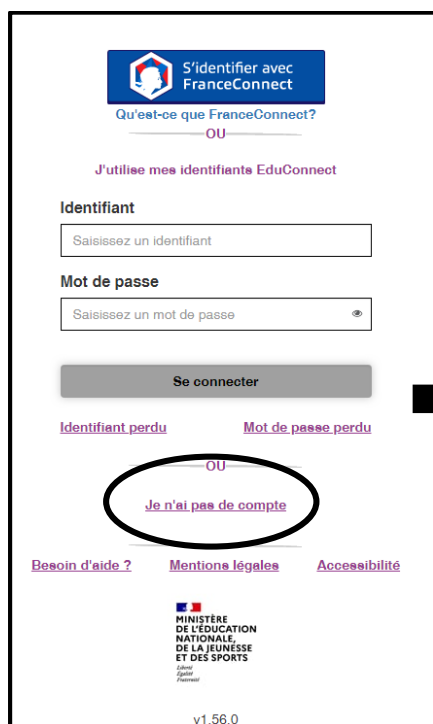 S'identifier avec
FranceConnect
Qu'est-ce que FranceConnect?
OU
J'utilise mes identifiants EduConnect
Identifiant
Saisissez un identifiant
Mot de passe
Saisissez un mot de passe
Se connecter
Identifiant perdu Mot de passe perdu
OU
Je n'ai pas de compte
Besoin d'aide ? Mentions légales Accessibilité
MINISTÈRE
DE L'ÉDUCATION
NATIONALE,
DE LA JEUNESSE
ET DES SPORTS
Liberté
Égalité
Fraternité
v1.56.0